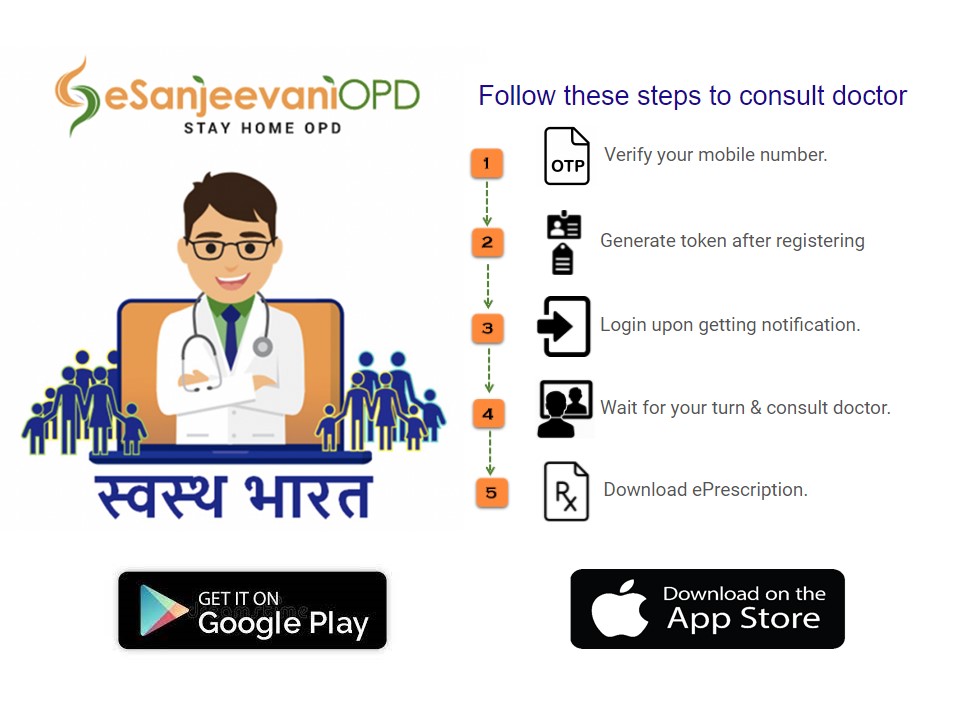 eSanjeevaniOPD
STAY HOME OPD
स्वस्थ भारत
Follow these steps to consult doctor
1
OTP
Verify your mobile number.
2
Generate token after registering
3
Login upon getting notification.
4
Wait for your turn & consult doctor.
5
Rx
Download ePrescription.
GET IT ON
Google Play
Download on the
App Store